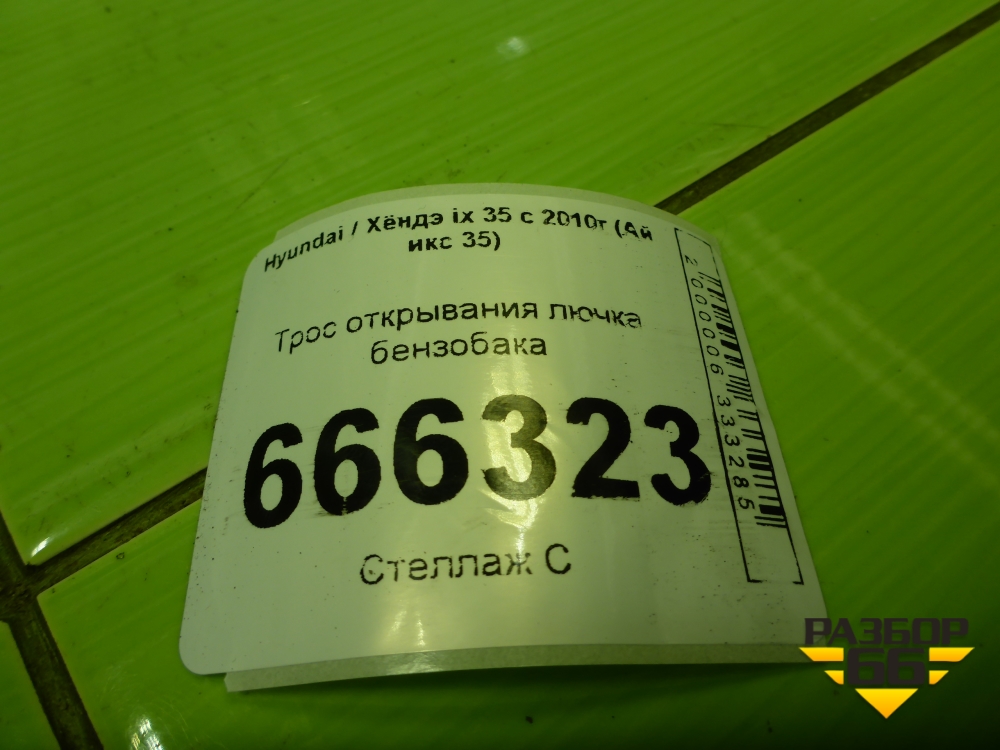 Hyundai / Хёндэ ix 35 с 2010г (Ай
икс 35)
Трос открывания лючка
бензобака
666323
Стеллаж С
2000006333285
РАЗБОР
66